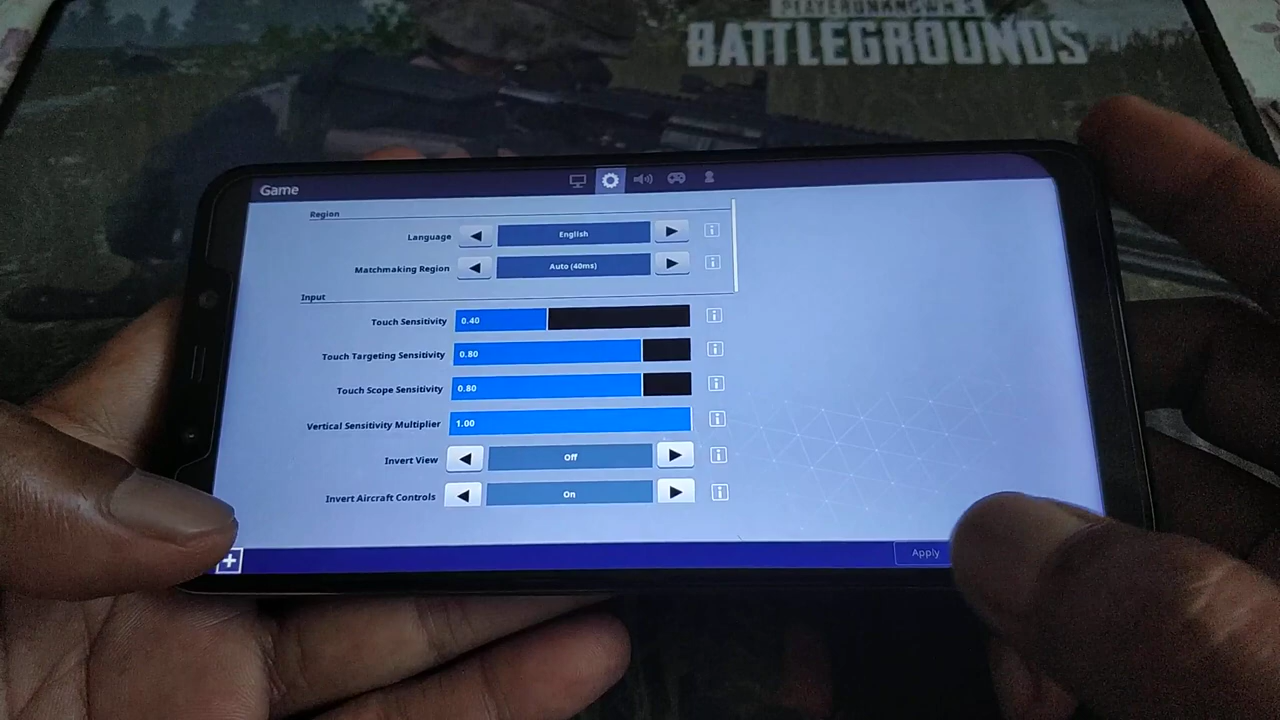 PLAYERUNKNOWN'S
BATTLEGROUNDS
Game
Region
Language
English
Matchmaking Region
Auto (40ms)
Input
Touch Sensitivity
0.40
Touch Targeting Sensitivity
0.80
Touch Scope Sensitivity
0.80
Vertical Sensitivity Multiplier
1.00
Invert View
Off
Invert Aircraft Controls
On
Apply